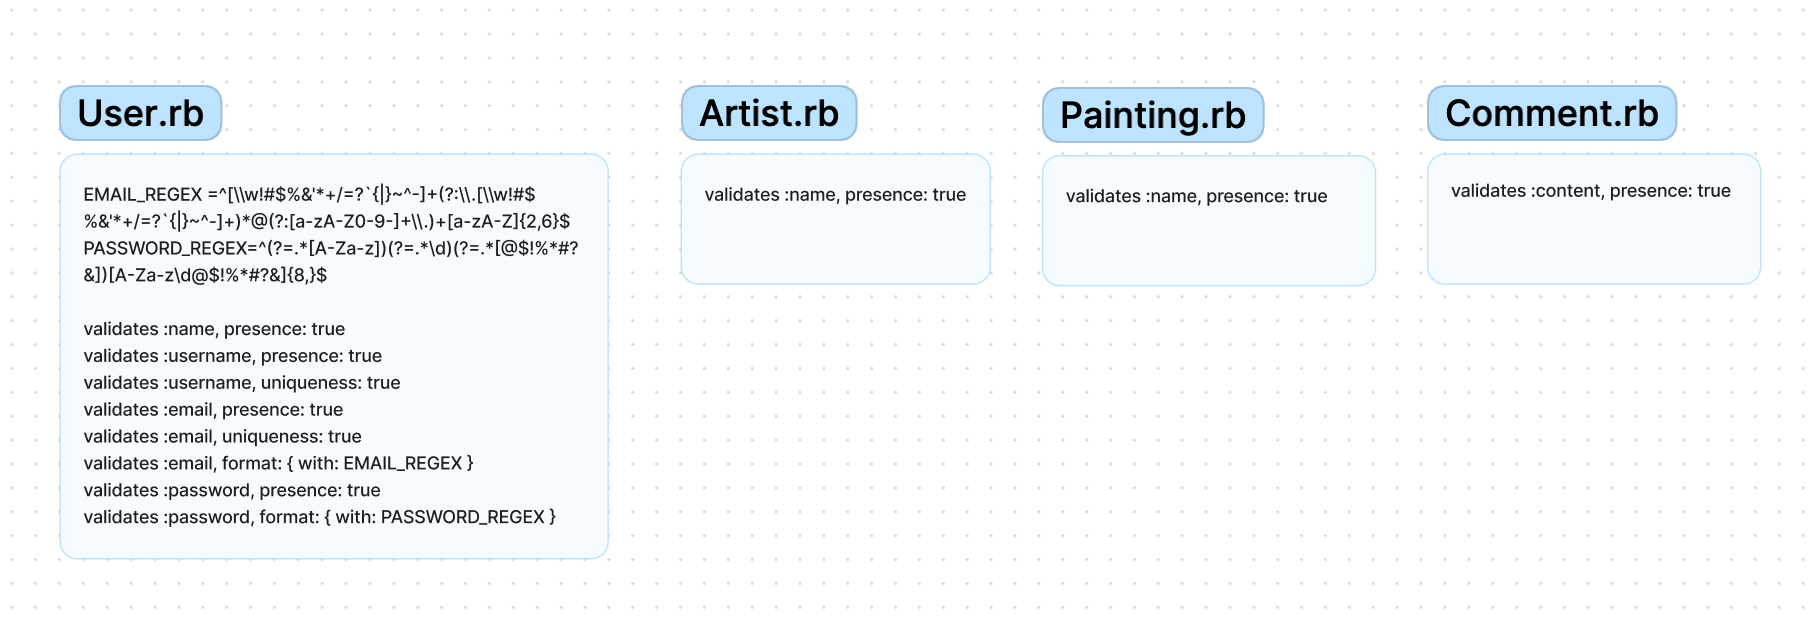 User.rb
EMAIL_REGEX =^[\\w!#$%&'*+/=?`{|}~^-]+(?:\\.[\\w!#$
%&'*+/=?`{|}~^-]+)*@(?:[a-zA-Z0-9-]+\\.)+[a-zA-Z]{2,6}$
PASSWORD_REGEX=^(?=.*[A-Za-z])(?=.*\d)(?=.*[@$!%*#?
&])[A-Za-z\d@$!%*#?&]{8,}$
validates :name, presence: true
validates :username, presence: true
validates :username, uniqueness: true
validates :email, presence: true
validates :email, uniqueness: true
validates :email, format: { with: EMAIL_REGEX }
validates :password, presence: true
validates :password, format: { with: PASSWORD_REGEX }
Artist.rb
validates :name, presence: true
Painting.rb
validates :name, presence: true
Comment.rb
validates :content, presence: true